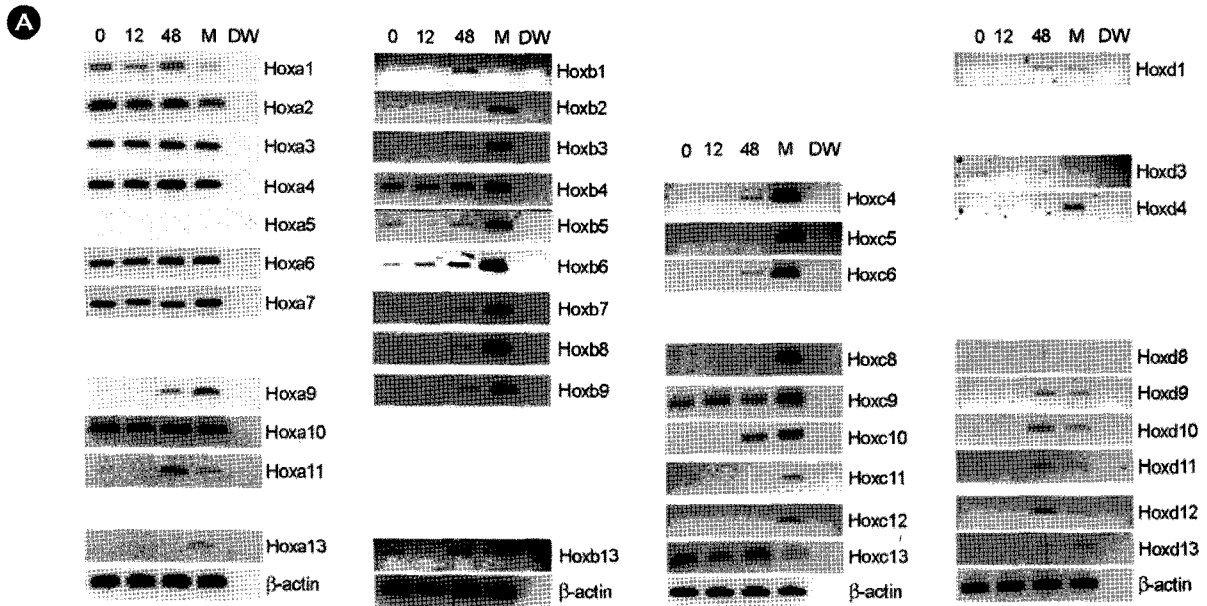 A
0 12 48 M DW
Hoxa1
Hoxa2
Hoxa3
Hoxa4
Hoxa5
Hoxa6
Hoxa7
Hoxa9
Hoxa10
Hoxa11
Hoxa13
β-actin
0 12 48 M DW
Hoxb1
Hoxb2
Hoxb3
Hoxb4
Hoxb5
Hoxb6
Hoxb7
Hoxb8
Hoxb9
Hoxb13
β-actin
0 12 48 M DW
Hoxc4
Hoxc5
Hoxc6
Hoxc8
Hoxc9
Hoxc10
Hoxc11
Hoxc12
Hoxc13
β-actin
0 12 48 M DW
Hoxd1
Hoxd3
Hoxd4
Hoxd8
Hoxd9
Hoxd10
Hoxd11
Hoxd12
Hoxd13
β-actin